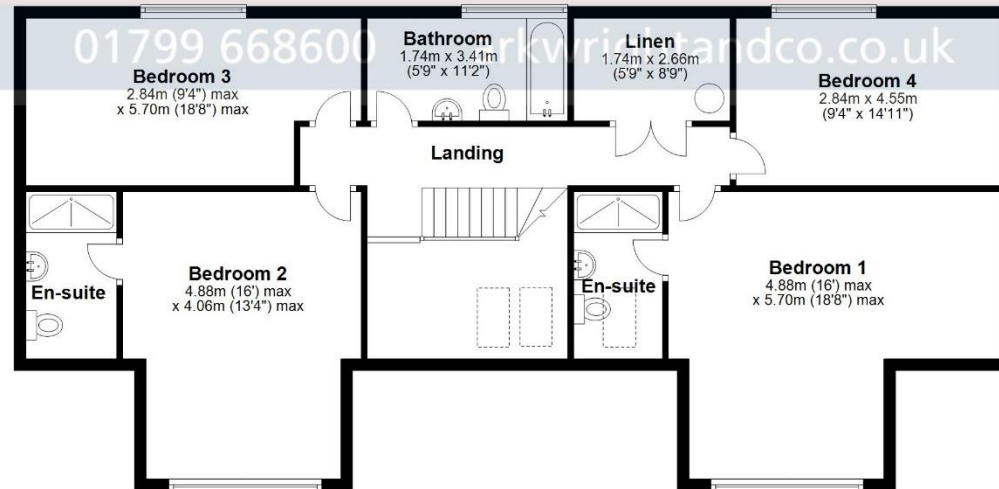 01799 668600 rkwrightandco.co.uk
Bedroom 3
2.84m (9'4") max
x 5.70m (18'8") max
Bathroom
1.74m x 3.41m
(5'9" x 11'2")
Linen
1.74m x 2.66m
(5'9" x 8'9")
Bedroom 4
2.84m x 4.55m
(9'4" x 14'11")
Landing
En-suite
Bedroom 2
4.88m (16') max
x 4.06m (13'4") max
En-suite
Bedroom 1
4.88m (16') max
x 5.70m (18'8") max